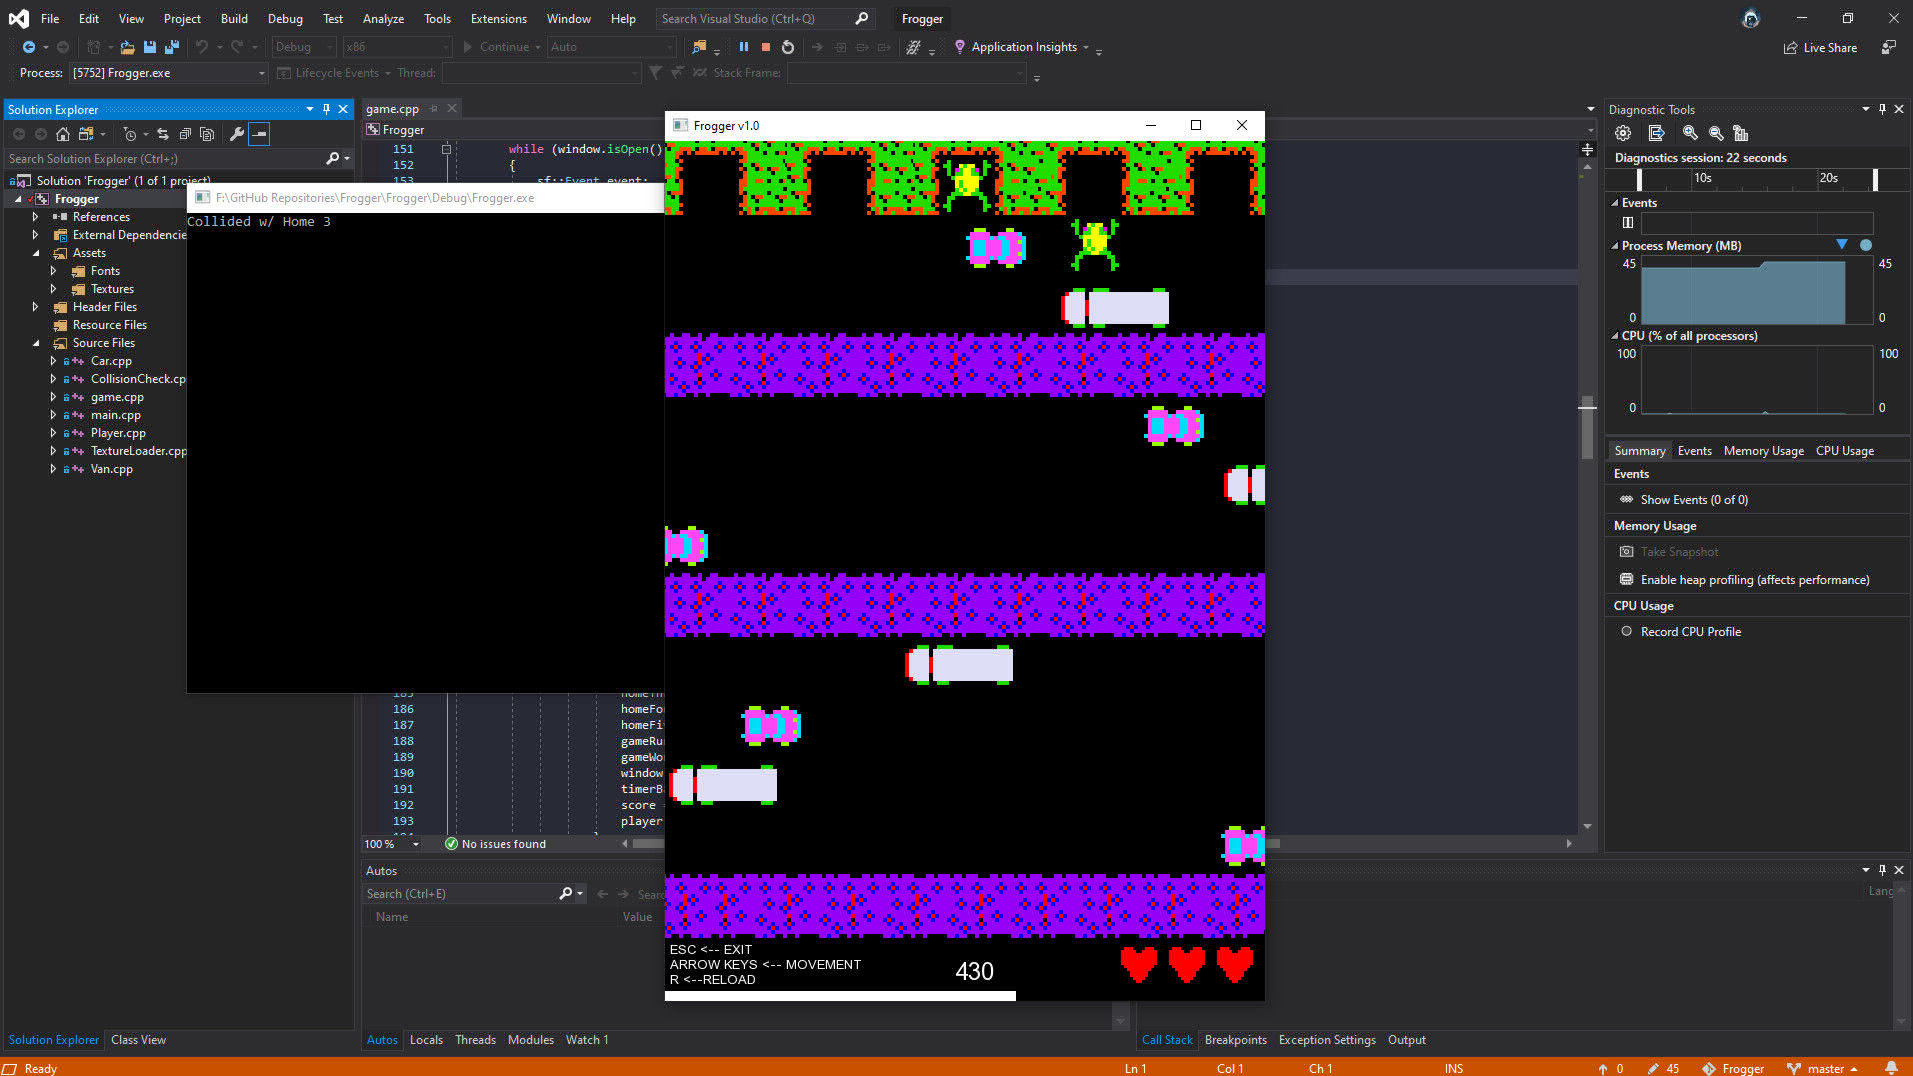 File Edit View Project Build Debug Test Analyze Tools Extensions Window Help Search Visual Studio (Ctrl+Q) Frogger
Debug x86 Continue Auto Application Insights Live Share
Process: [5752] Frogger.exe Lifecycle Events Thread: Stack Frame:
Solution Explorer
Search Solution Explorer (Ctrl+;)
Solution 'Frogger' (1 of 1 project)
Frogger
References
External Dependencie
Assets
Fonts
Textures
Header Files
Resource Files
Source Files
Car.cpp
CollisionCheck.cp
game.cpp
main.cpp
Player.cpp
TextureLoader.cpp
Van.cpp
Solution Explorer Class View
F:\GitHub Repositories\Frogger\Frogger\Debug\Frogger.exe
Collided w/ Home 3
game.cpp
Frogger
151 while (window.isOpen()
152 {
153 sf::Event event;
186 homeFo
187 homeFi
188 gameRu
189 gameWo
190 window
191 timerB
192 score =
193 player
100 % No issues found
Frogger v1.0
ESC <-- EXIT
ARROW KEYS <-- MOVEMENT
R <--RELOAD
430
Autos
Search (Ctrl+E) Searc
Name Value
Lang
Autos Locals Threads Modules Watch 1
Call Stack Breakpoints Exception Settings Output
Diagnostic Tools
Diagnostics session: 22 seconds
10s 20s
Events
Process Memory (MB)
45 45
0 0
CPU (% of all processors)
100 100
0 0
Summary Events Memory Usage CPU Usage
Events
Show Events (0 of 0)
Memory Usage
Take Snapshot
Enable heap profiling (affects performance)
CPU Usage
Record CPU Profile
Ready Ln 1 Col 1 Ch 1 INS 0 45 Frogger master